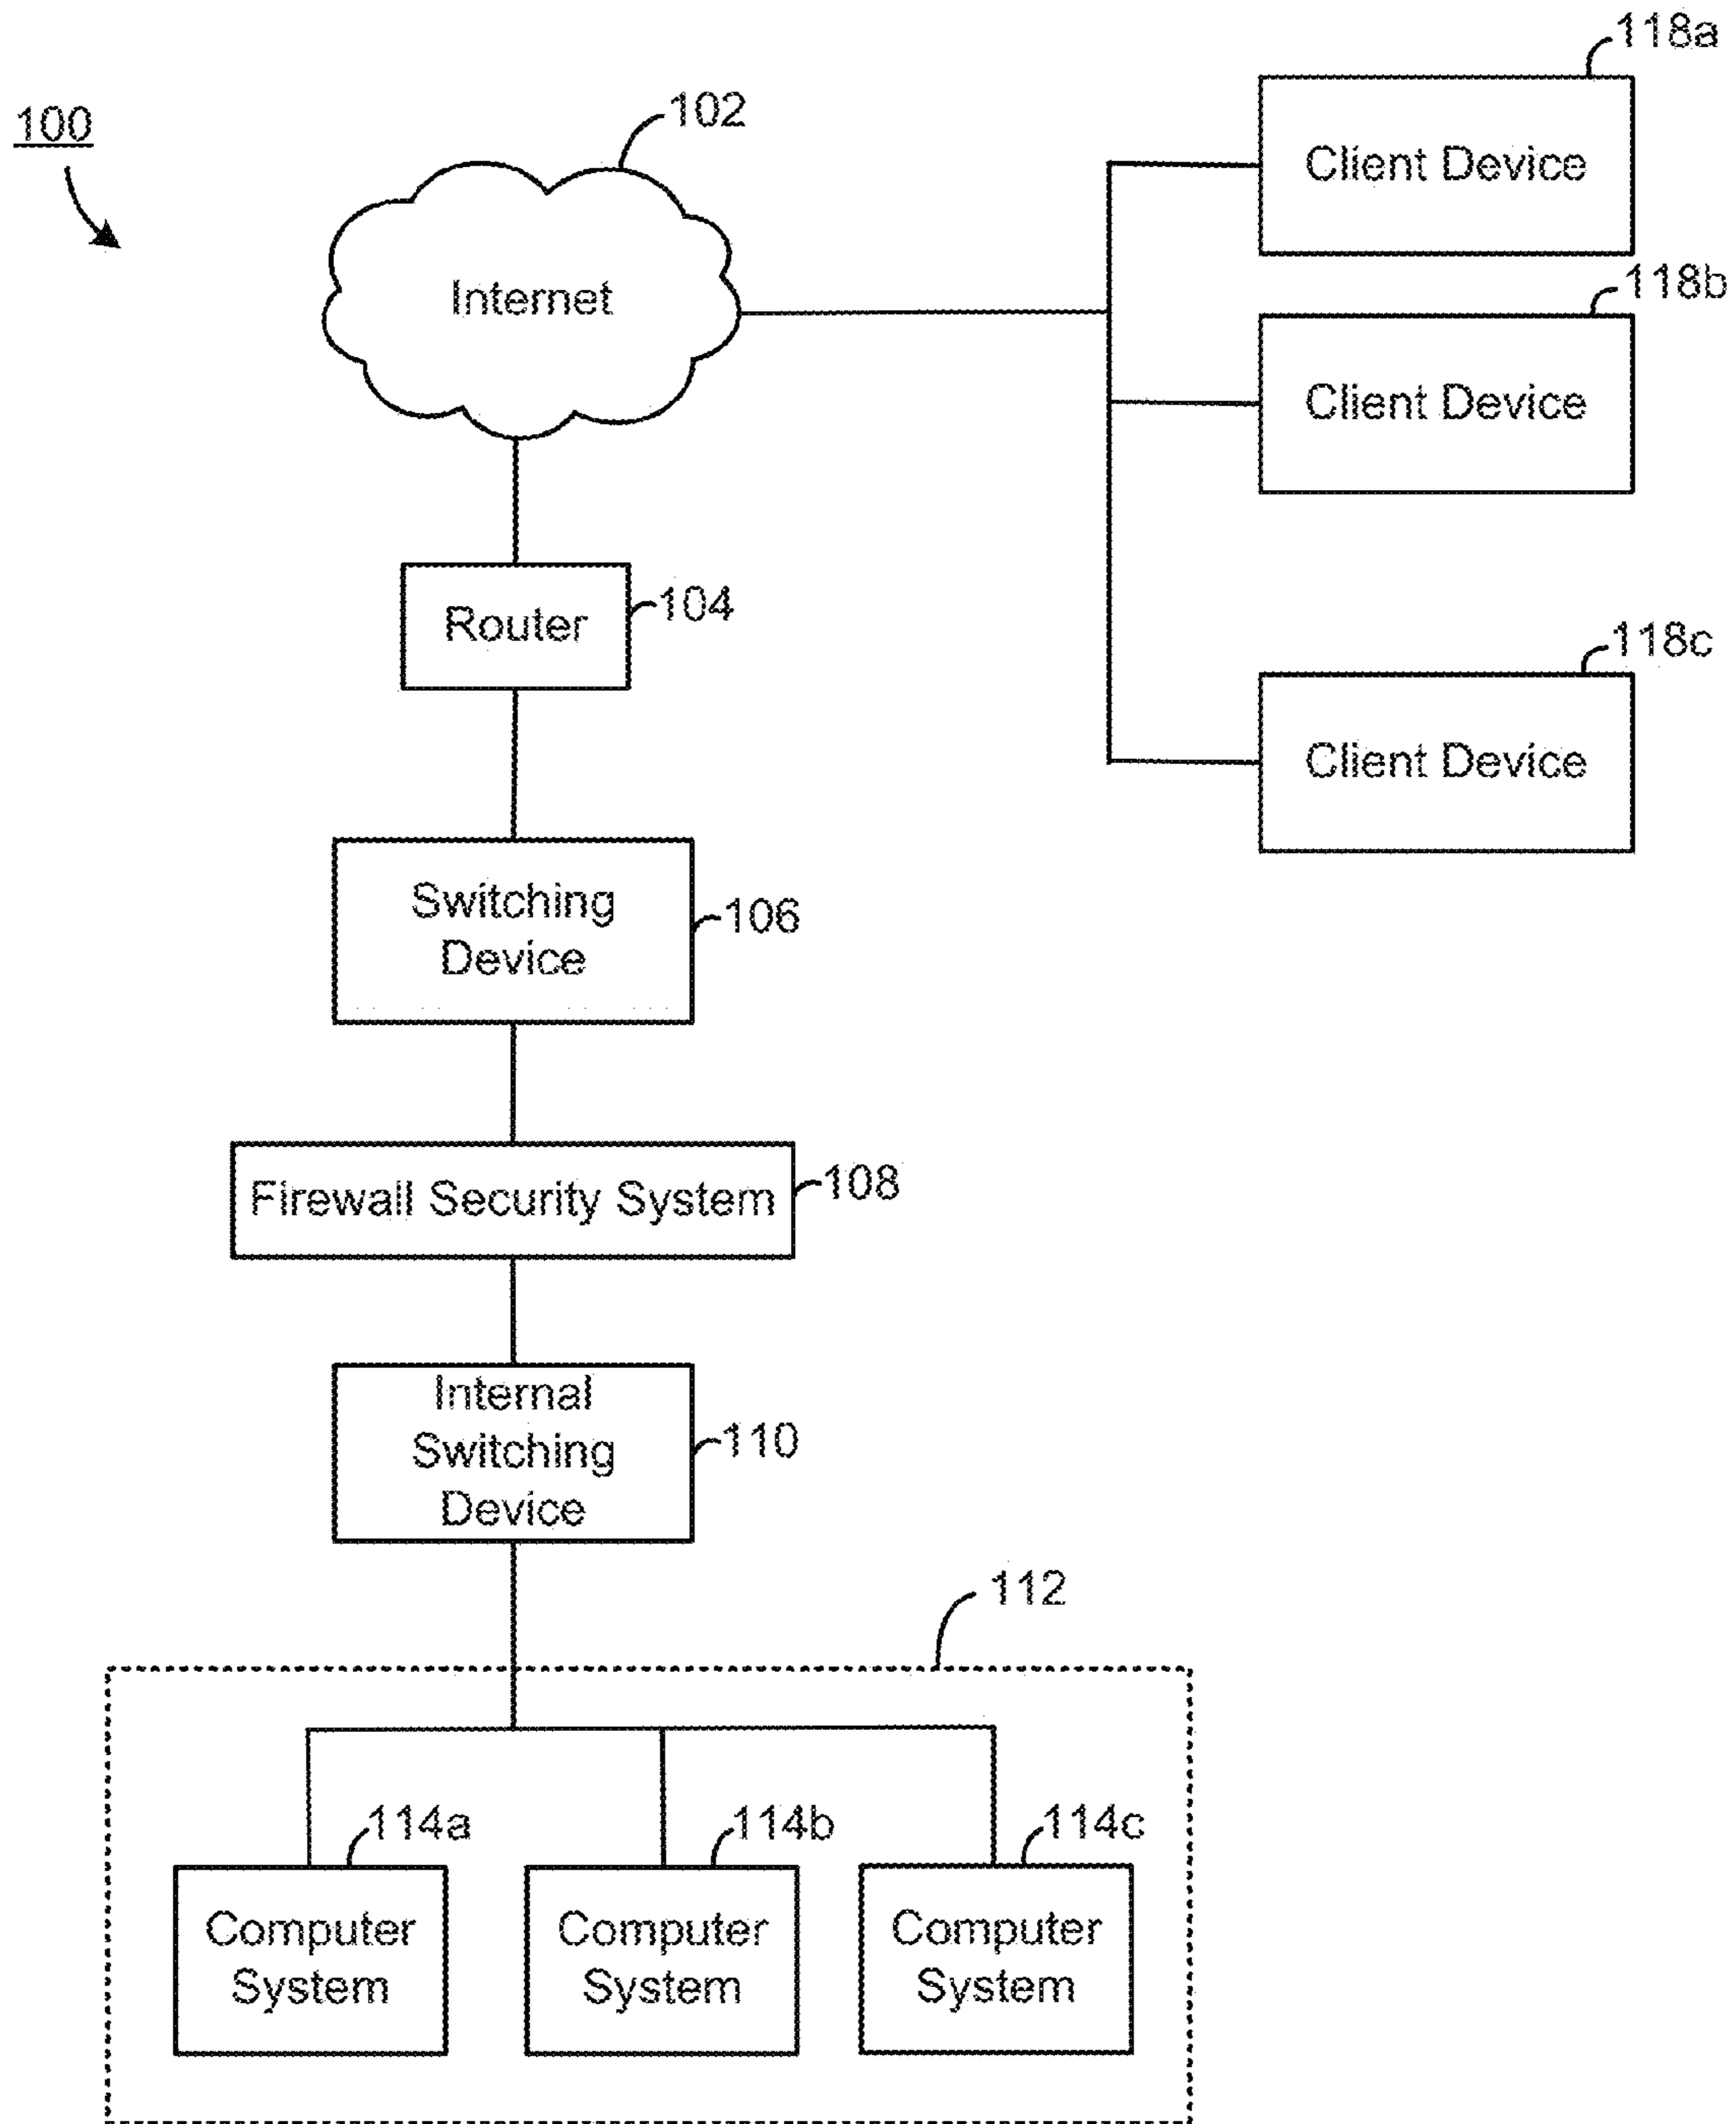 100
102
Internet
118a
Client Device
118b
Client Device
118c
Client Device
Router
104
Switching
Device
106
Firewall Security System
108
Internal
Switching
Device
110
112
114a
Computer
System
114b
Computer
System
114c
Computer
System